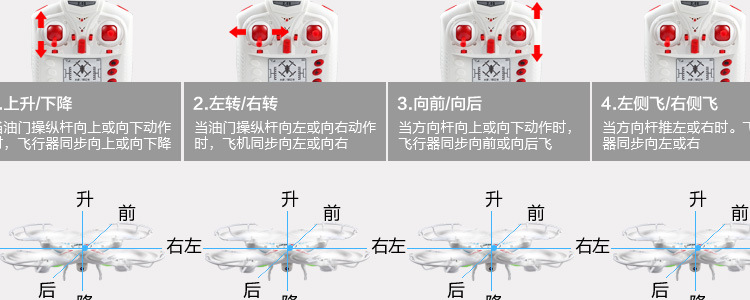 .上升/下降
当油门操纵杆向上或向下动作
时，飞行器同步向上或向下降
2.左转/右转
当油门操纵杆向左或向右动作
时，飞机同步向左或向右
3.向前/向后
当方向杆向上或向下动作时，
飞行器同步向前或向后飞
4.左侧飞/右侧飞
当方向杆推左或右时。飞
器同步向左或右
升
前
右
后
降
升
前
左
右
后
降
升
前
左
右
后
降
升
前
左
后
降